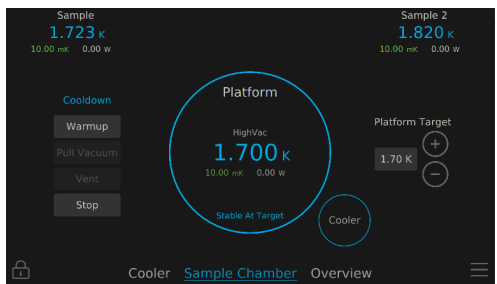 Sample
1.723 K
10.00 mK 0.00 W
Sample 2
1.820 K
10.00 mK 0.00 W
Cooldown
Warmup
Pull Vacuum
Vent
Stop
Platform
HighVac
1.700 K
10.00 mK 0.00 W
Stable At Target
Platform Target
1.70 K
Cooler
Cooler Sample Chamber Overview